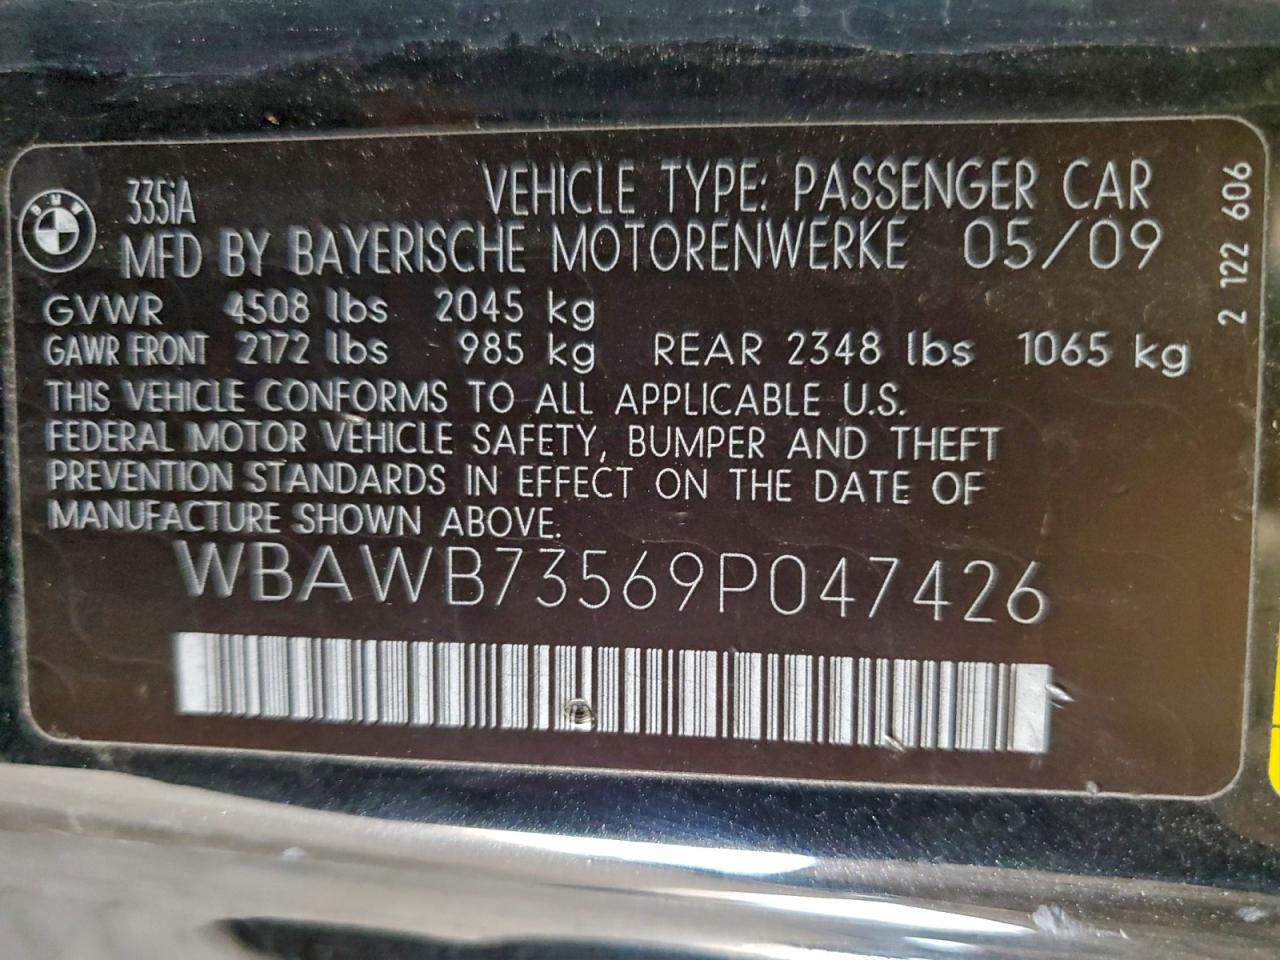 BMW
335iA VEHICLE TYPE: PASSENGER CAR
MFD BY BAYERISCHE MOTORENWERKE 05/09
GVWR 4508 lbs 2045 kg
GAWR FRONT 2172 lbs 985 kg REAR 2348 lbs 1065 kg
THIS VEHICLE CONFORMS TO ALL APPLICABLE U.S.
FEDERAL MOTOR VEHICLE SAFETY, BUMPER AND THEFT
PREVENTION STANDARDS IN EFFECT ON THE DATE OF
MANUFACTURE SHOWN ABOVE.
WBAWB73569P047426
2 122 606